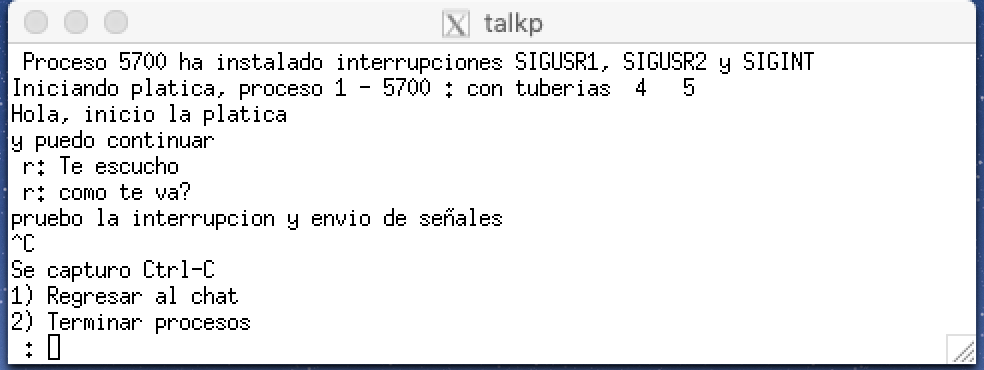 talkp
Proceso 5700 ha instalado interrupciones SIGUSR1, SIGUSR2 y SIGINT
Iniciando platica, proceso 1 - 5700 : con tuberias  4   5
Hola, inicio la platica
y puedo continuar
r: Te escucho
r: como te va?
pruebo la interrupcion y envio de señales
^C
Se capturo Ctrl-C
1) Regresar al chat
2) Terminar procesos
: